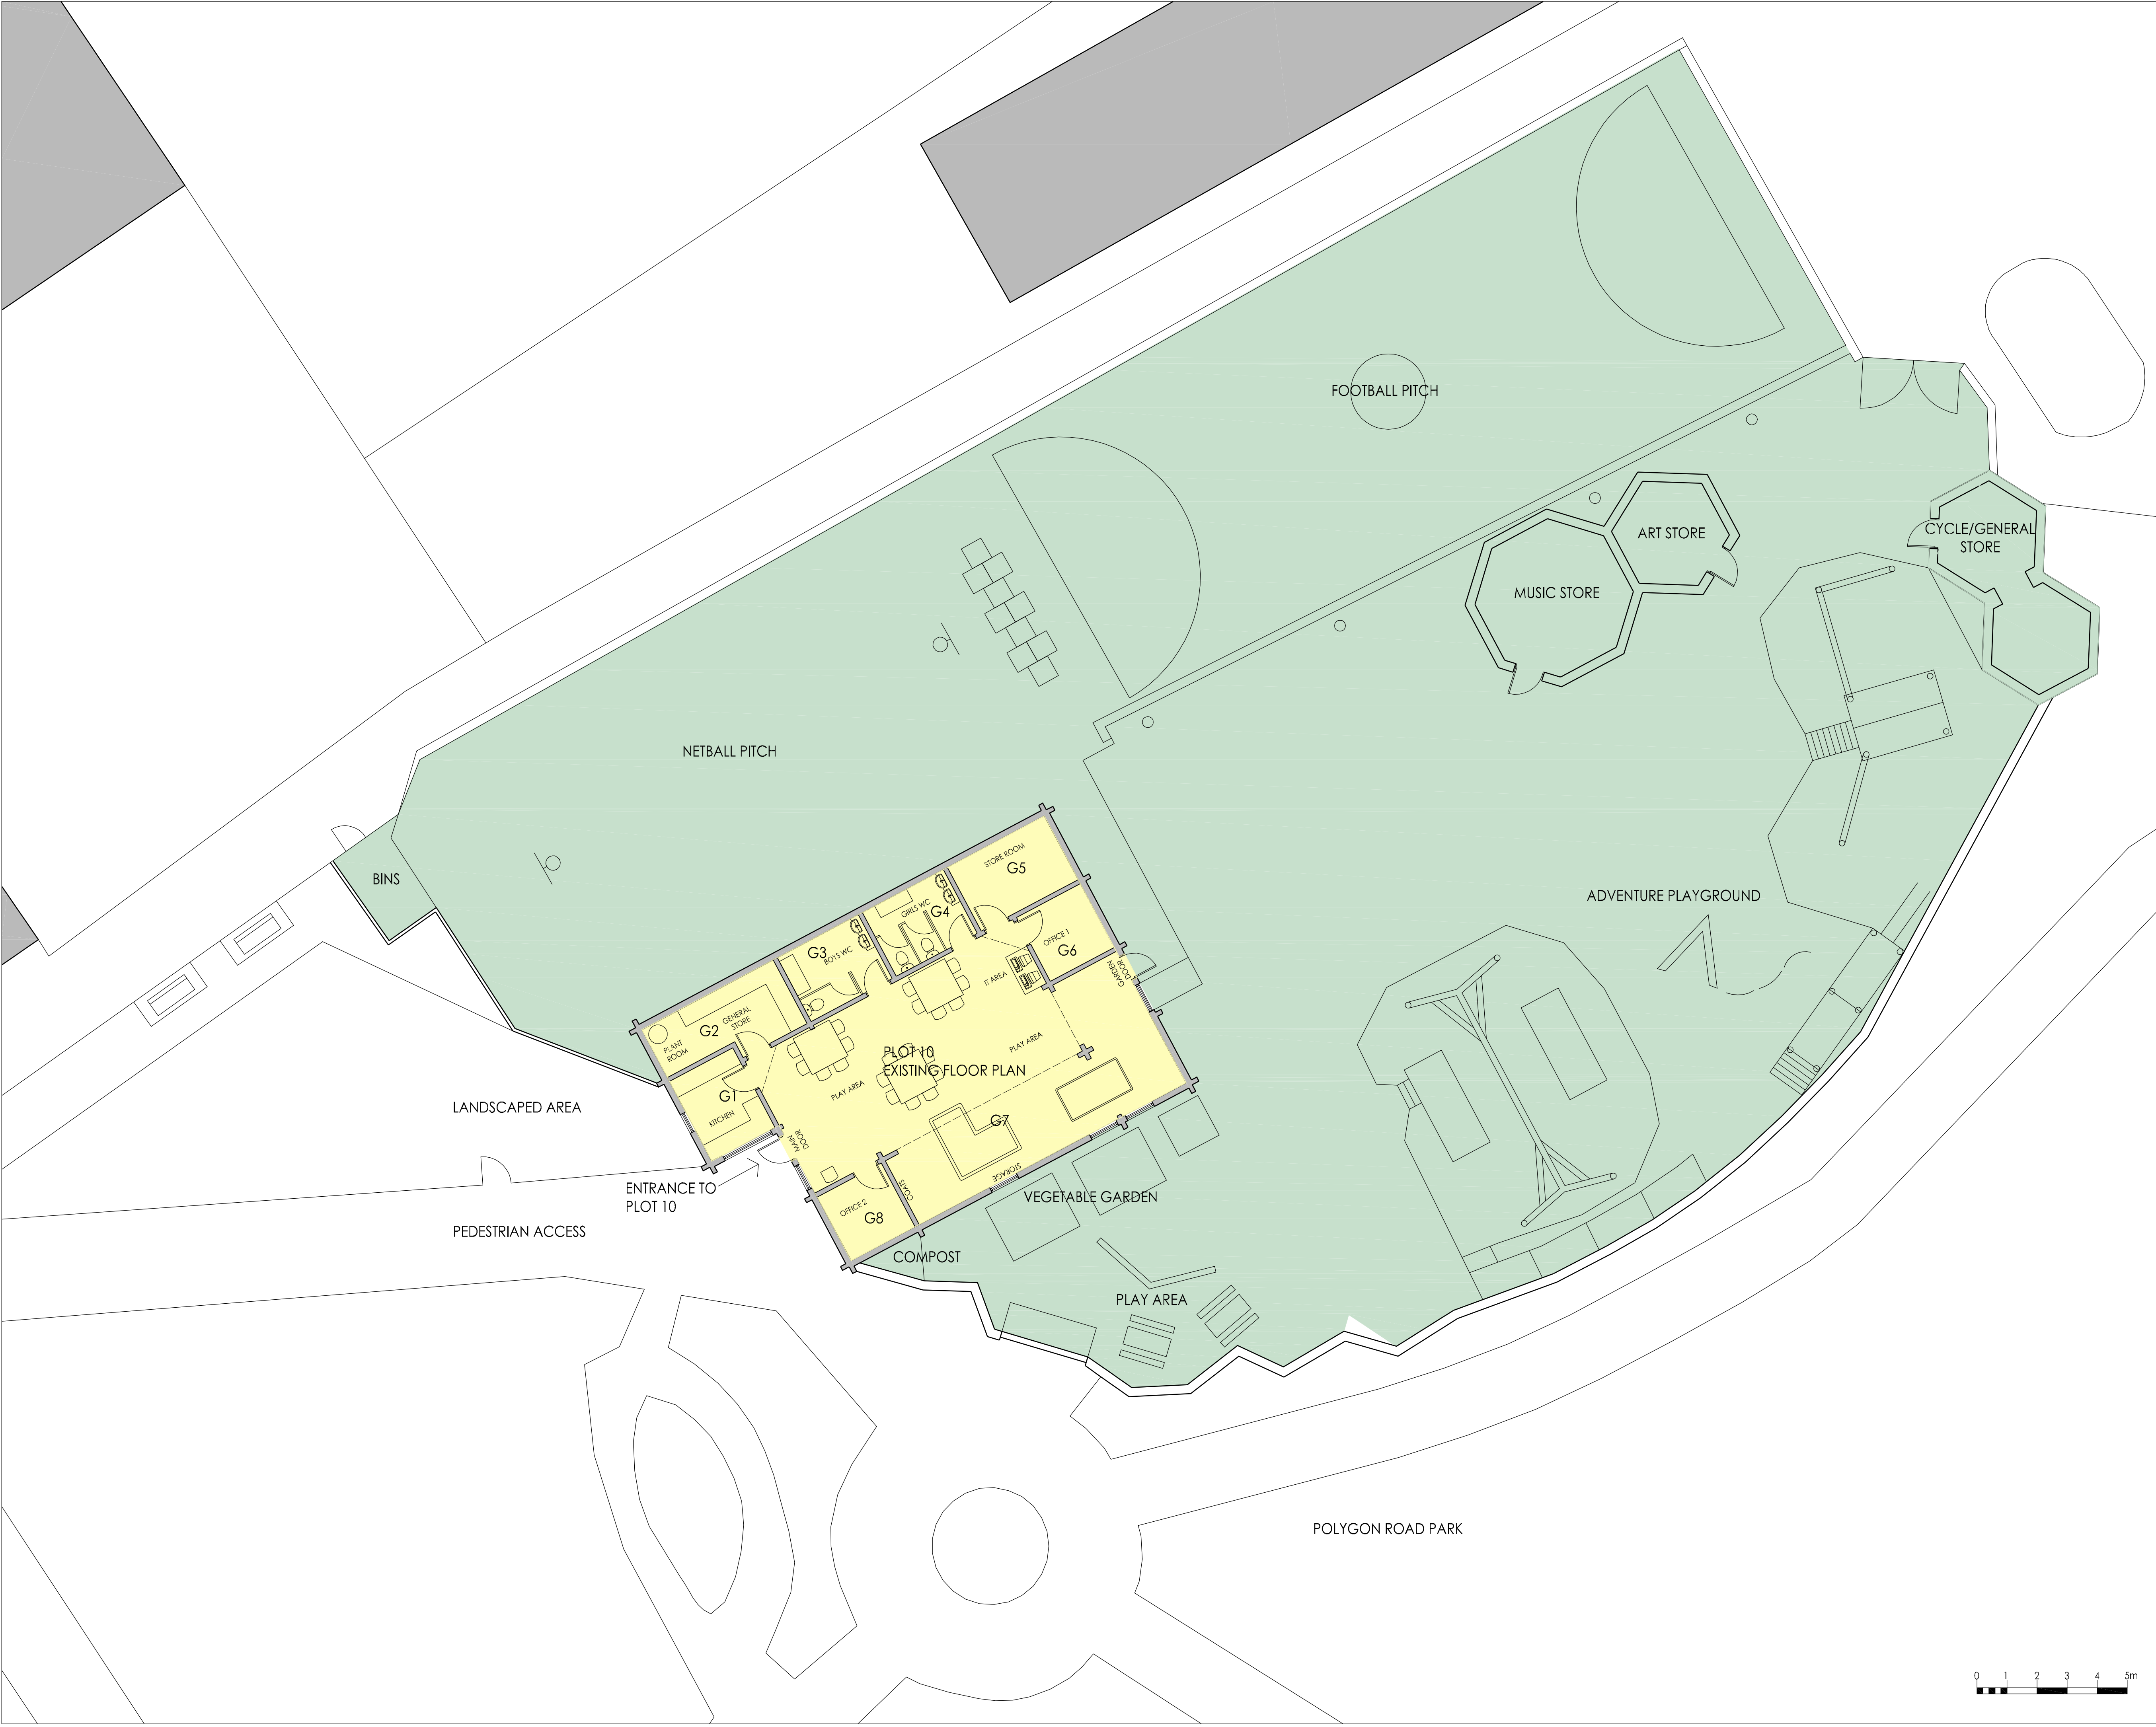 FOOTBALL PITCH
ART STORE
CYCLE/GENERAL
STORE
MUSIC STORE
NETBALL PITCH
BINS
ADVENTURE PLAYGROUND
STORE ROOM
G5
GIRLS WC
G4
G3
BOYS WC
OFFICE 1
G6
GARDEN
DOOR
IT AREA
G2
GENERAL
STORE
PLANT
ROOM
PLAY AREA
PLOT 10
EXISTING FLOOR PLAN
PLAY AREA
G1
KITCHEN
G7
MAIN
DOOR
STORAGE
COATS
OFFICE 2
G8
LANDSCAPED AREA
ENTRANCE TO
PLOT 10
VEGETABLE GARDEN
PEDESTRIAN ACCESS
COMPOST
PLAY AREA
POLYGON ROAD PARK
0 1 2 3 4 5m